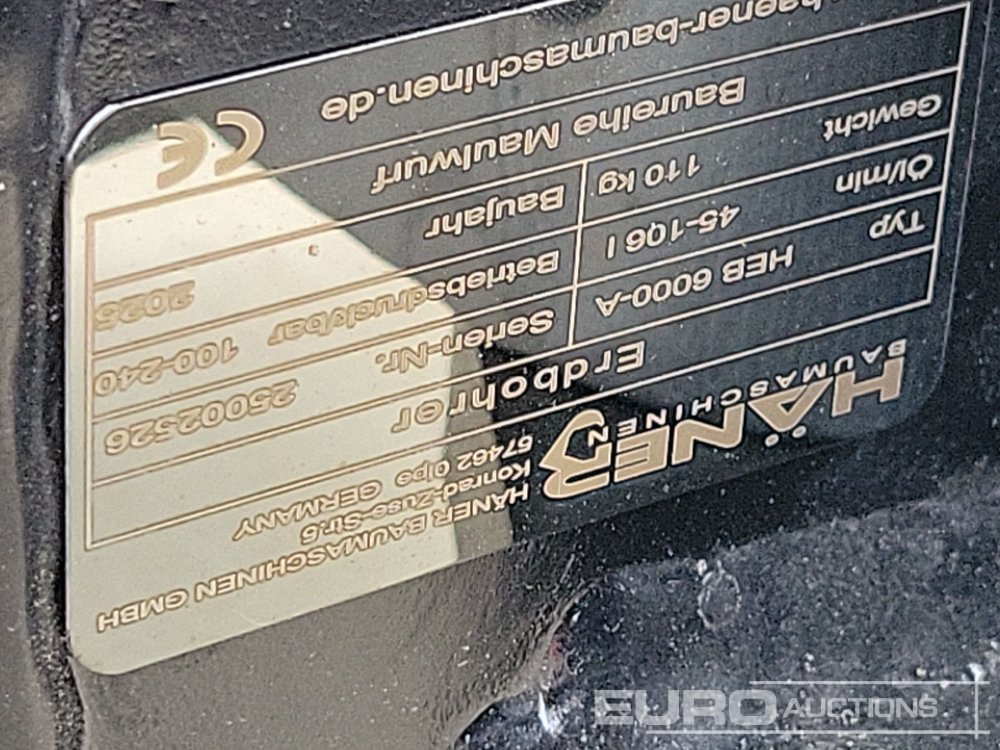 HÄNER
BAUMASCHINEN
HÄNER BAUMASCHINEN GMBH
Konrad-Zuse-Str.5
57462 Olpe GERMANY
Erdbohrer
Typ HEB 6000-A Serien-Nr. 25002526
Öl/min 45-106 l Betriebsdruck/bar 100-240
Gewicht 110 kg Baujahr 2025
Baureihe Maulwurf
haener-baumaschinen.de CE
EURO AUCTIONS